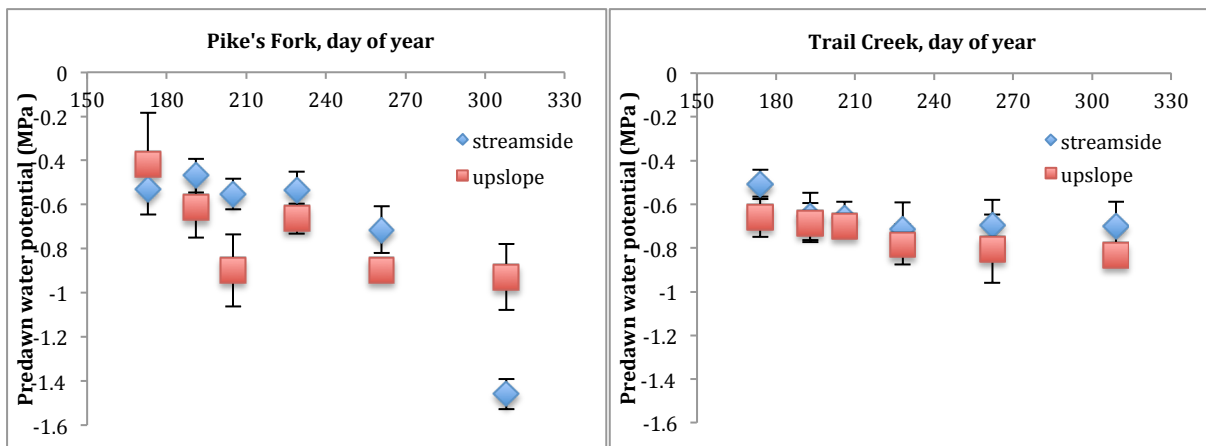 Pike's Fork, day of year
0
150 180 210 240 270 300 330
-0.2
-0.4
-0.6
-0.8
-1
-1.2
-1.4
-1.6
Predawn water potential (MPa )
streamside
upslope
Trail Creek, day of year
0
150 180 210 240 270 300 330
-0.2
-0.4
-0.6
-0.8
-1
-1.2
-1.4
-1.6
Predawn water potential (MPa)
streamside
upslope